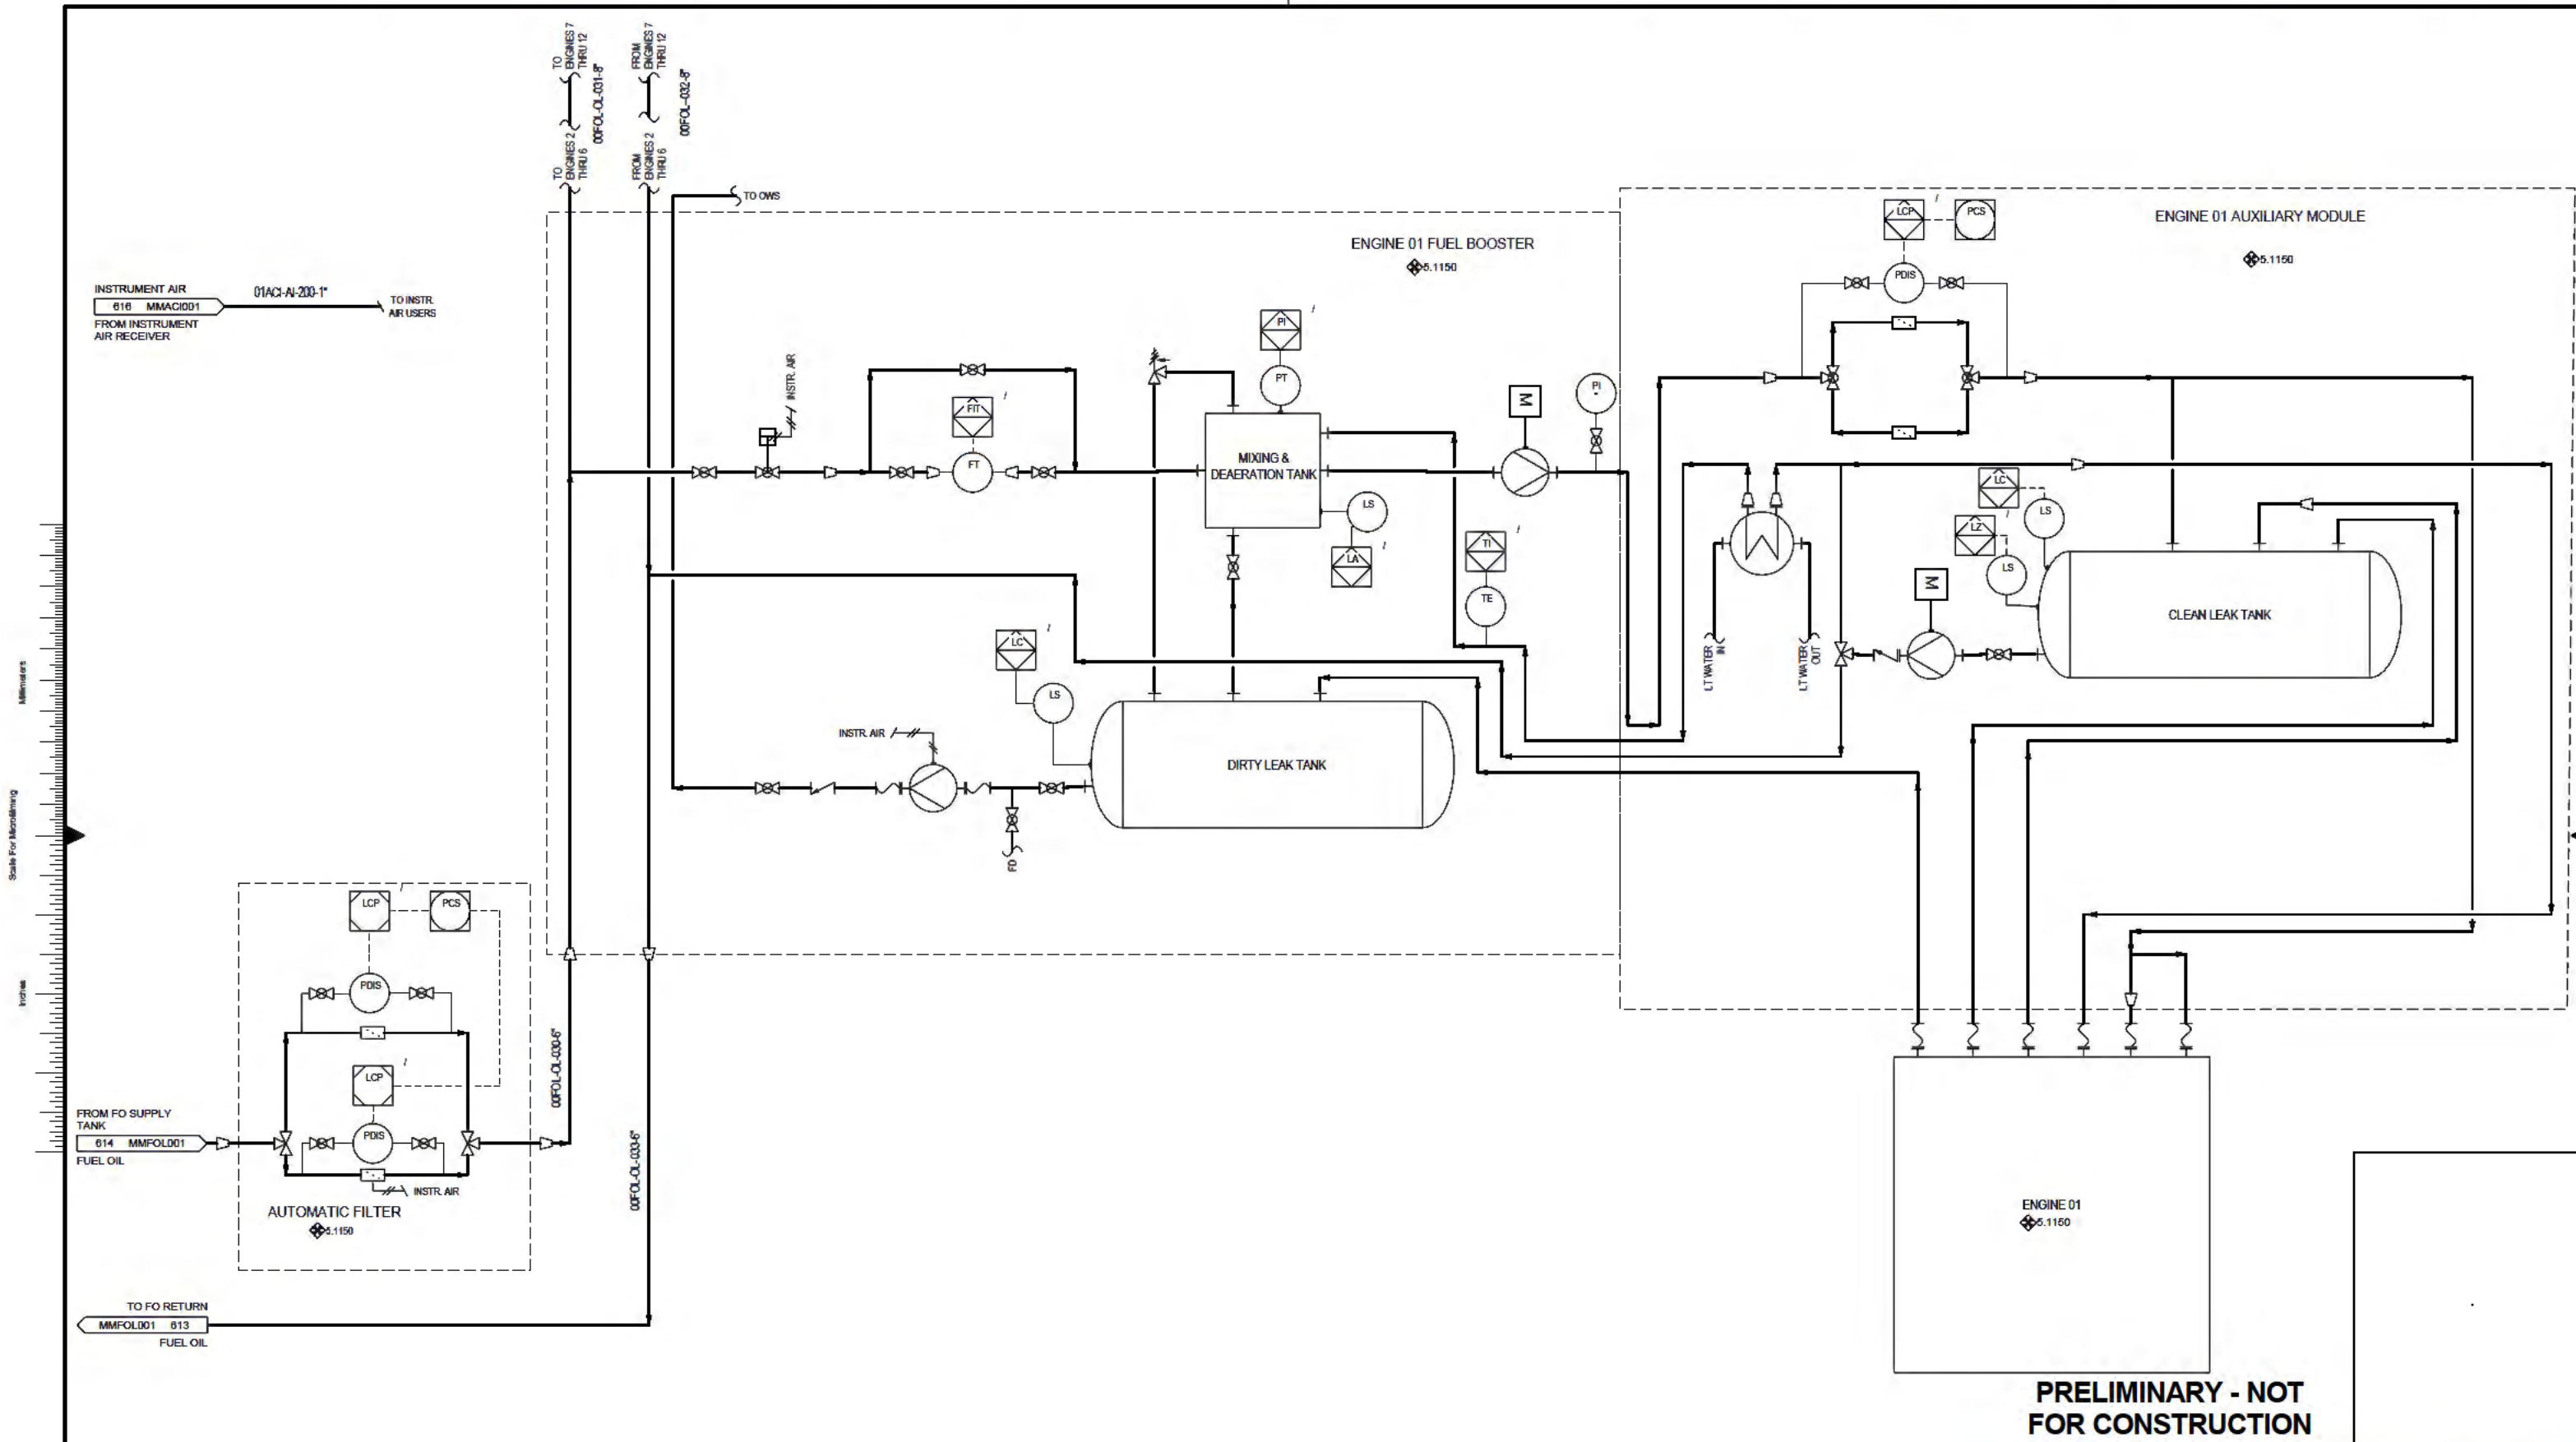 TO
ENGINES 7
THRU 12
FROM
ENGINES 7
THRU 12
00FOL-OL-031-8"
00FOL-032-8"
TO
ENGINES 2
THRU 6
FROM
ENGINES 2
THRU 6
TO OWS
ENGINE 01 FUEL BOOSTER
5.1150
LCP
PCS
PDIS
ENGINE 01 AUXILIARY MODULE
5.1150
INSTRUMENT AIR
616 MMACI001
FROM INSTRUMENT
AIR RECEIVER
01ACI-AI-200-1"
TO INSTR.
AIR USERS
INSTR. AIR
FIT
FT
PI
PT
MIXING &
DEAERATION TANK
LS
LA
M
PI
TI
TE
LT WATER
IN
LT WATER
OUT
LC
LS
LZ
LS
M
CLEAN LEAK TANK
LC
LS
INSTR. AIR
DIRTY LEAK TANK
FD
Millimeters
Scale For Microfilming
Inches
LCP
PCS
PDIS
LCP
PDIS
INSTR. AIR
FROM FO SUPPLY
TANK
614 MMFOL001
FUEL OIL
AUTOMATIC FILTER
5.1150
00FOL-OL-030-6"
00FOL-OL-033-6"
TO FO RETURN
MMFOL001 613
FUEL OIL
ENGINE 01
5.1150
PRELIMINARY - NOT
FOR CONSTRUCTION